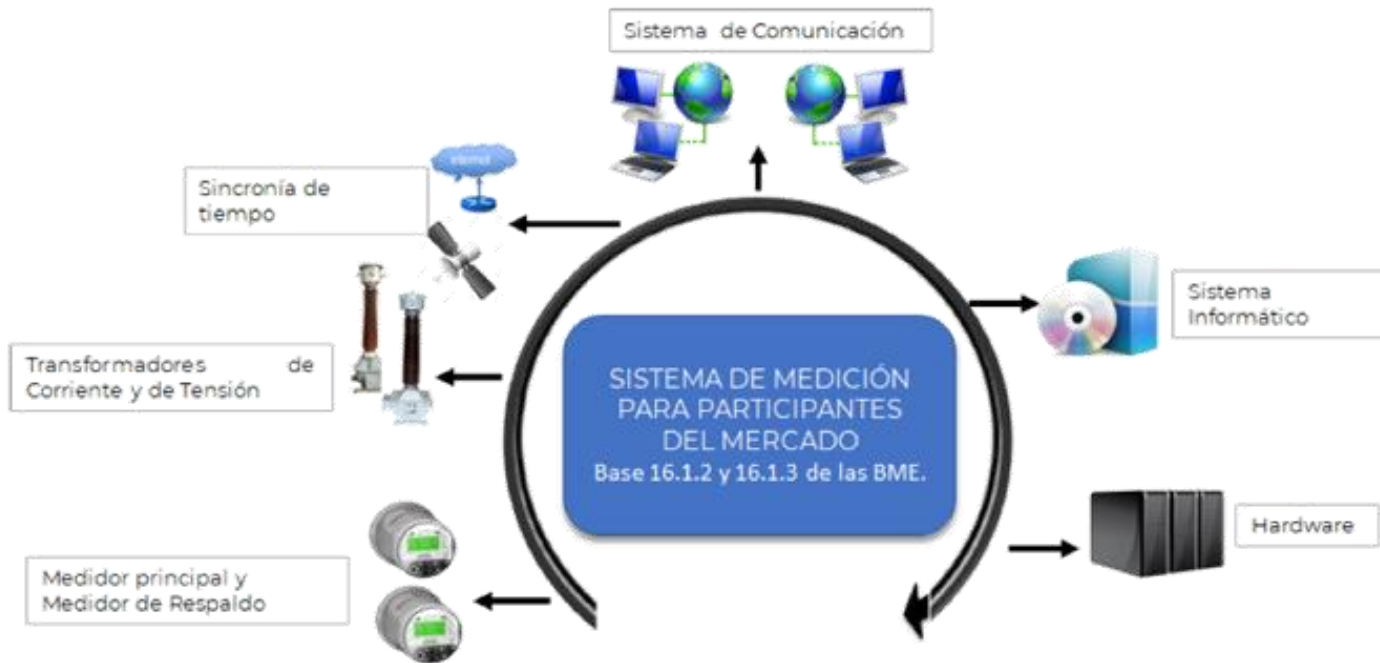 Sistema de Comunicación
Sincronía de
tiempo
Sistema
Informático
Transformadores de
Corriente y de Tensión
SISTEMA DE MEDICIÓN
PARA PARTICIPANTES
DEL MERCADO
Base 16.1.2 y 16.1.3 de las BME.
Hardware
Medidor principal y
Medidor de Respaldo